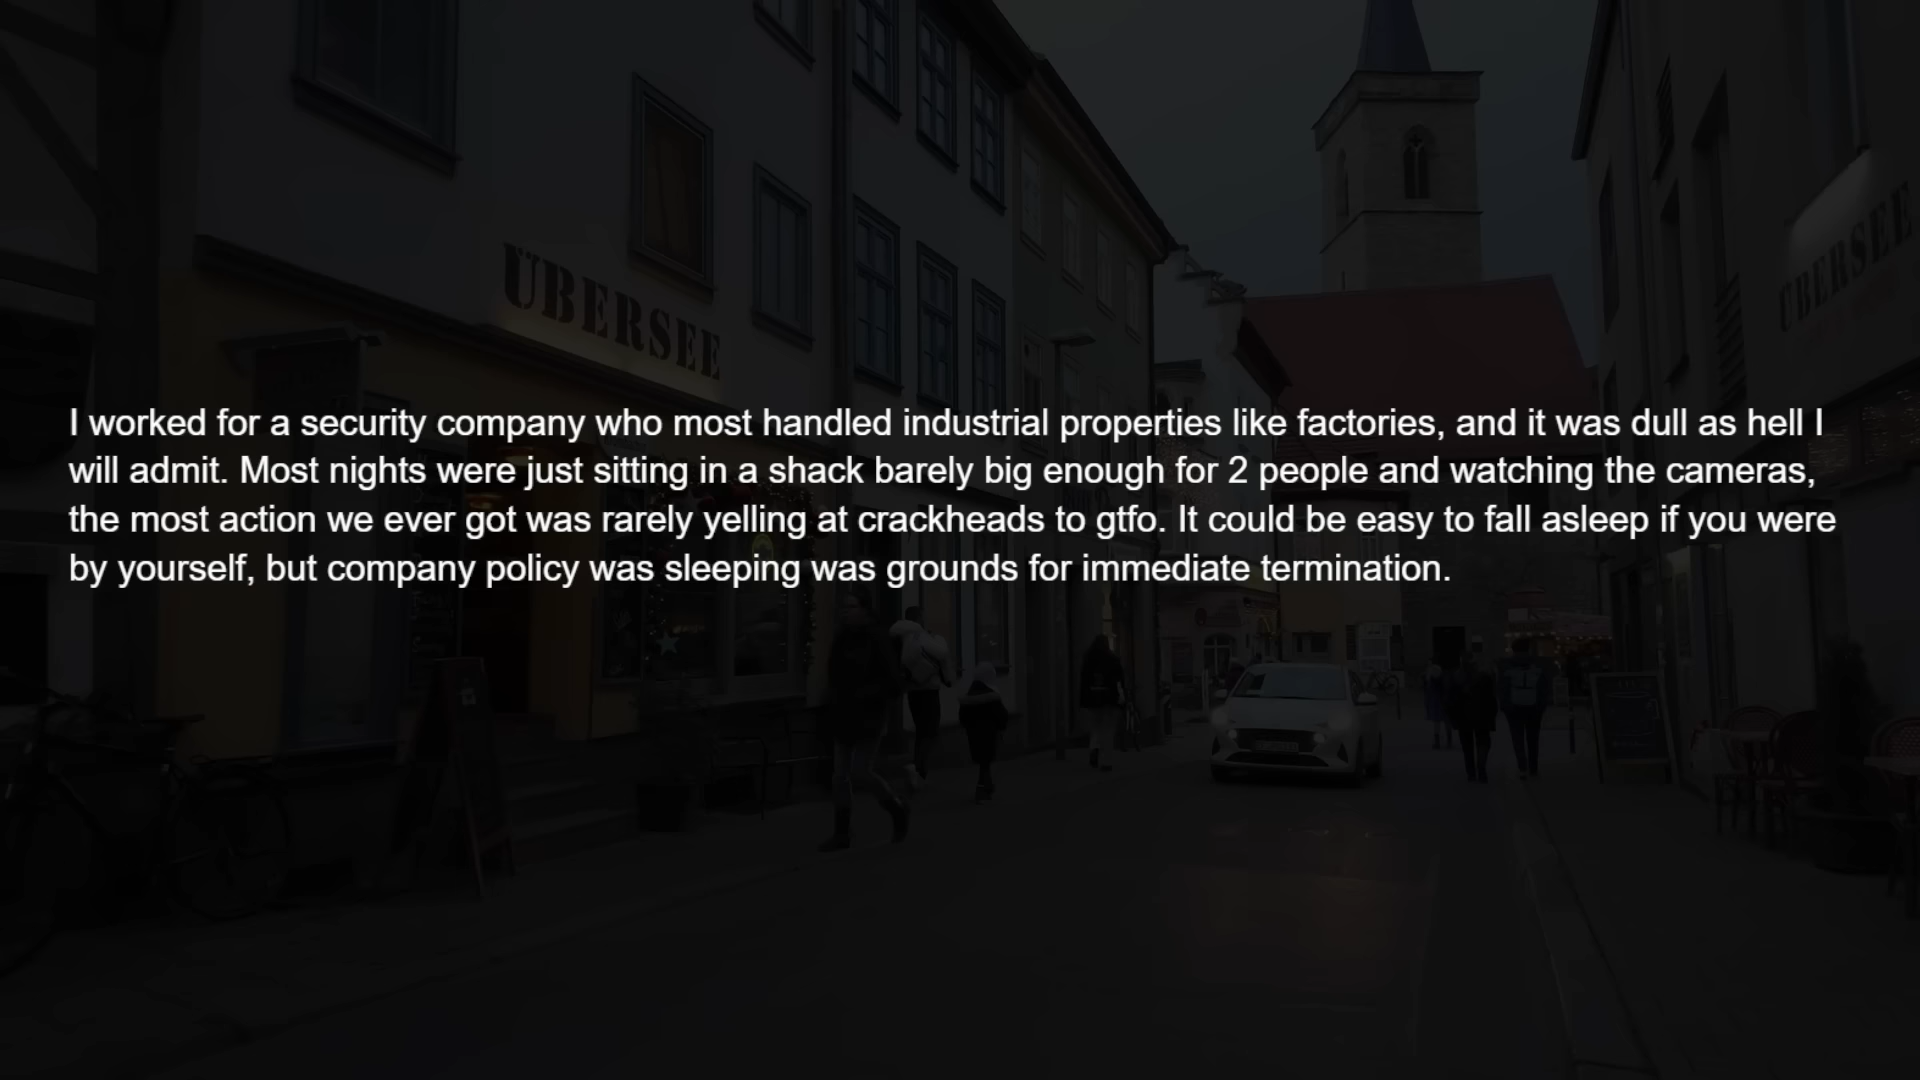 ÜBERSEE
ÜBERSEE
I worked for a security company who most handled industrial properties like factories, and it was dull as hell I
will admit. Most nights were just sitting in a shack barely big enough for 2 people and watching the cameras,
the most action we ever got was rarely yelling at crackheads to gtfo. It could be easy to fall asleep if you were
by yourself, but company policy was sleeping was grounds for immediate termination.